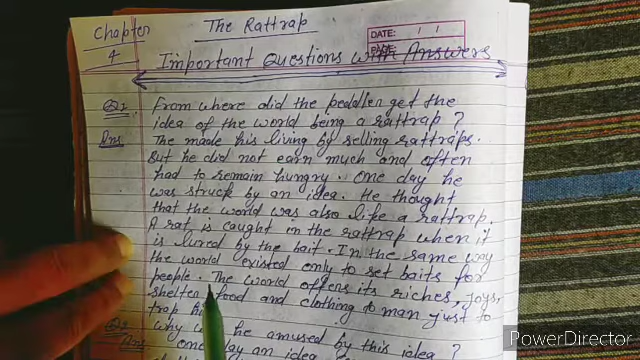 Chapter
4
The Rattrap
DATE: / /
PAGE:
Important Questions with Answers
Q1. From where did the peddler get the
idea of the world being a rattrap?
Ans The made his living by selling rattraps.
But he did not earn much and often
had to remain hungry. One day he
was struck by an idea. He thought
that the world was also like a rattrap.
A rat is caught in the rattrap when it
is lured by the bait. In the same way
the world existed only to set baits for
people. The world offers its riches, joys,
shelter food and clothing to man just to
trap
Why he amused by this idea?
Ans One day an idea
PowerDirector